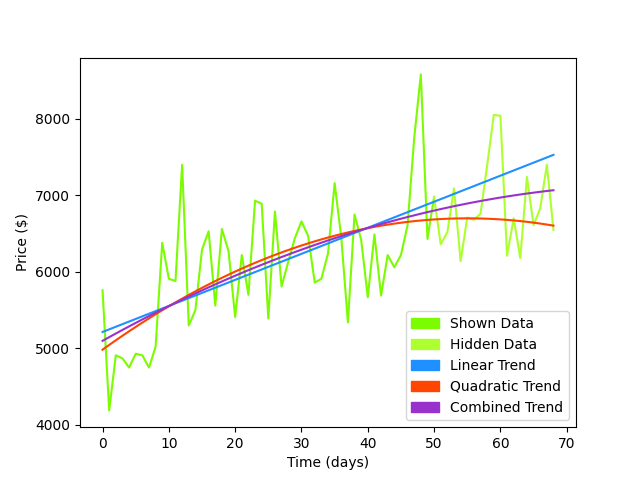 8000
7000
6000
5000
4000
Price ($)
0 10 20 30 40 50 60 70
Time (days)
Shown Data
Hidden Data
Linear Trend
Quadratic Trend
Combined Trend